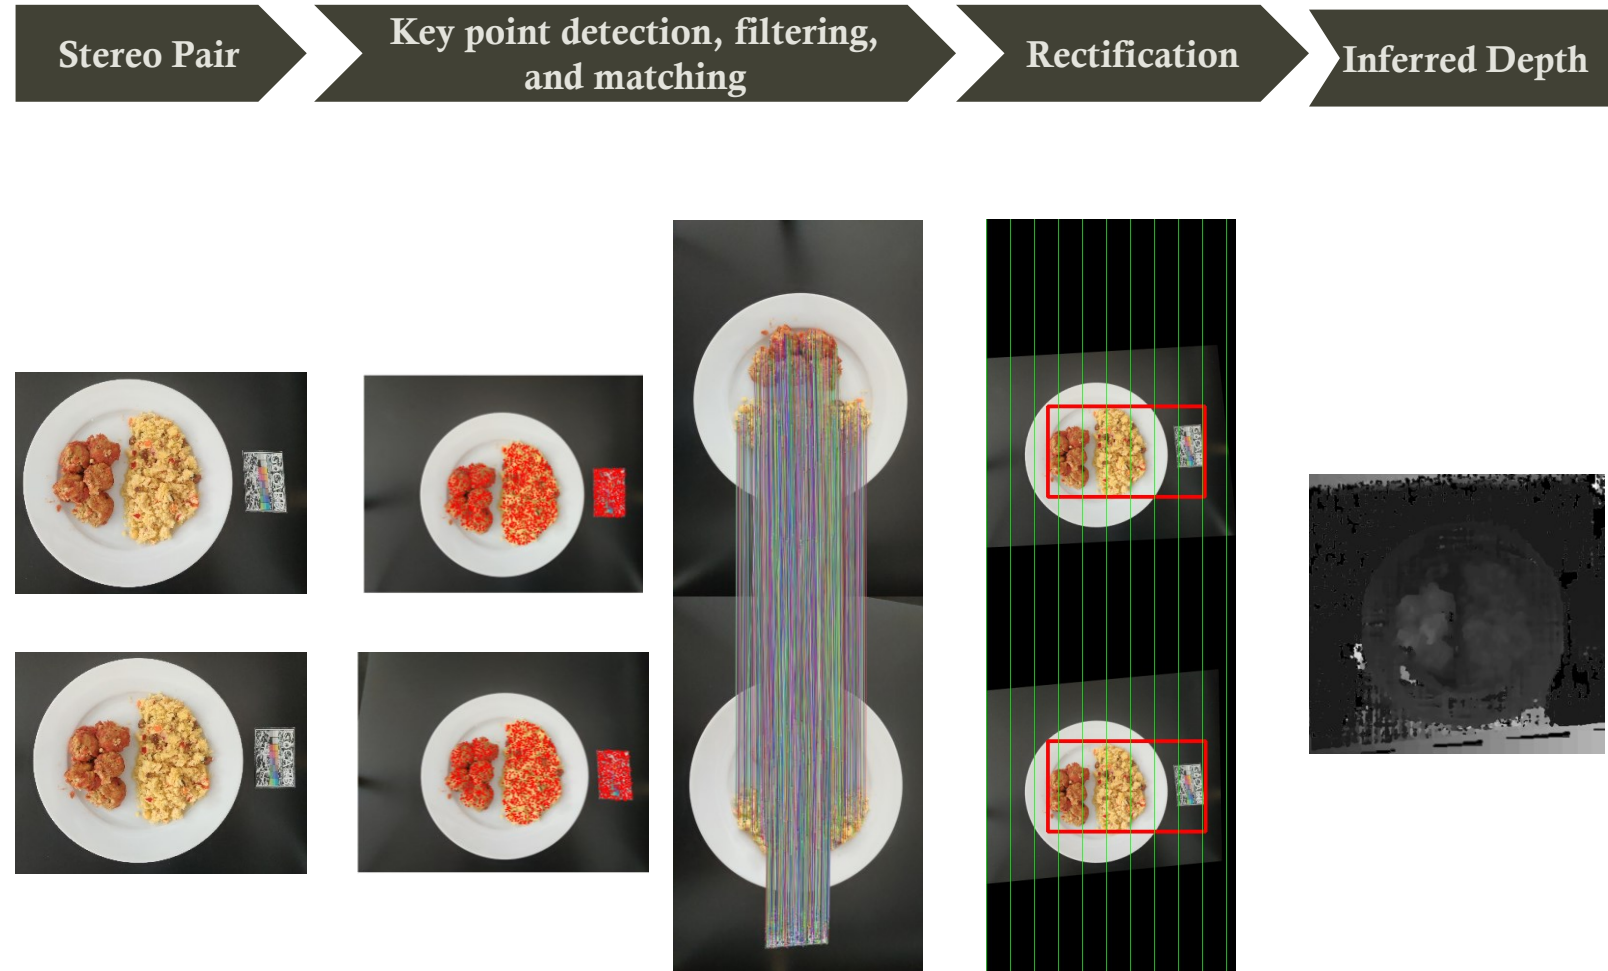 Stereo Pair
Key point detection, filtering,
and matching
Rectification
Inferred Depth